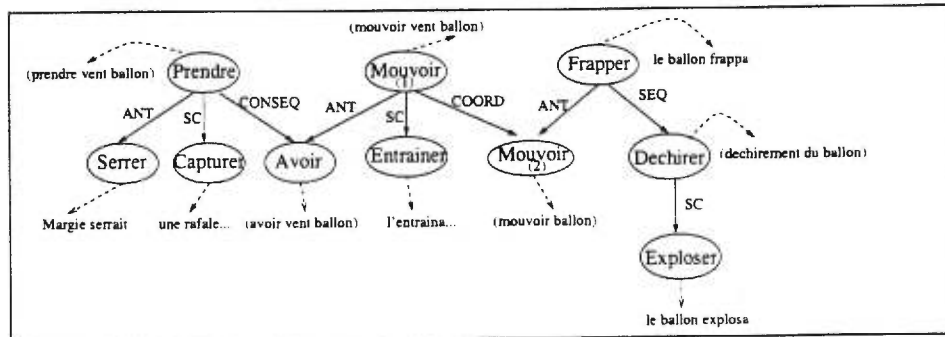 (mouvoir vent ballon)
(prendre vent ballon)
Prendre
Mouvoir
(1)
Frapper
le ballon frappa
ANT
SC
CONSEQ
ANT
SC
COORD
ANT
SEQ
Serrer
Capturer
Avoir
Entrainer
Mouvoir
(2)
Dechirer
(dechirement du ballon)
Margie serrait
une rafale...
(avoir vent ballon)
l'entraina...
(mouvoir ballon)
SC
Exploser
le ballon explosa